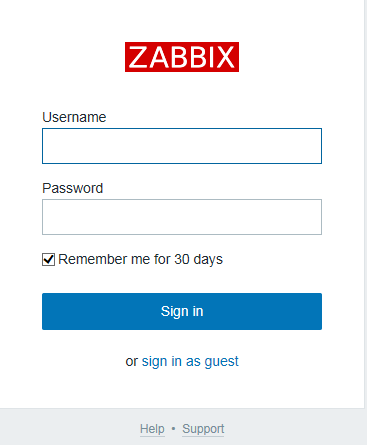 ZABBIX
Username
Password
Remember me for 30 days
Sign in
or sign in as guest
Help • Support